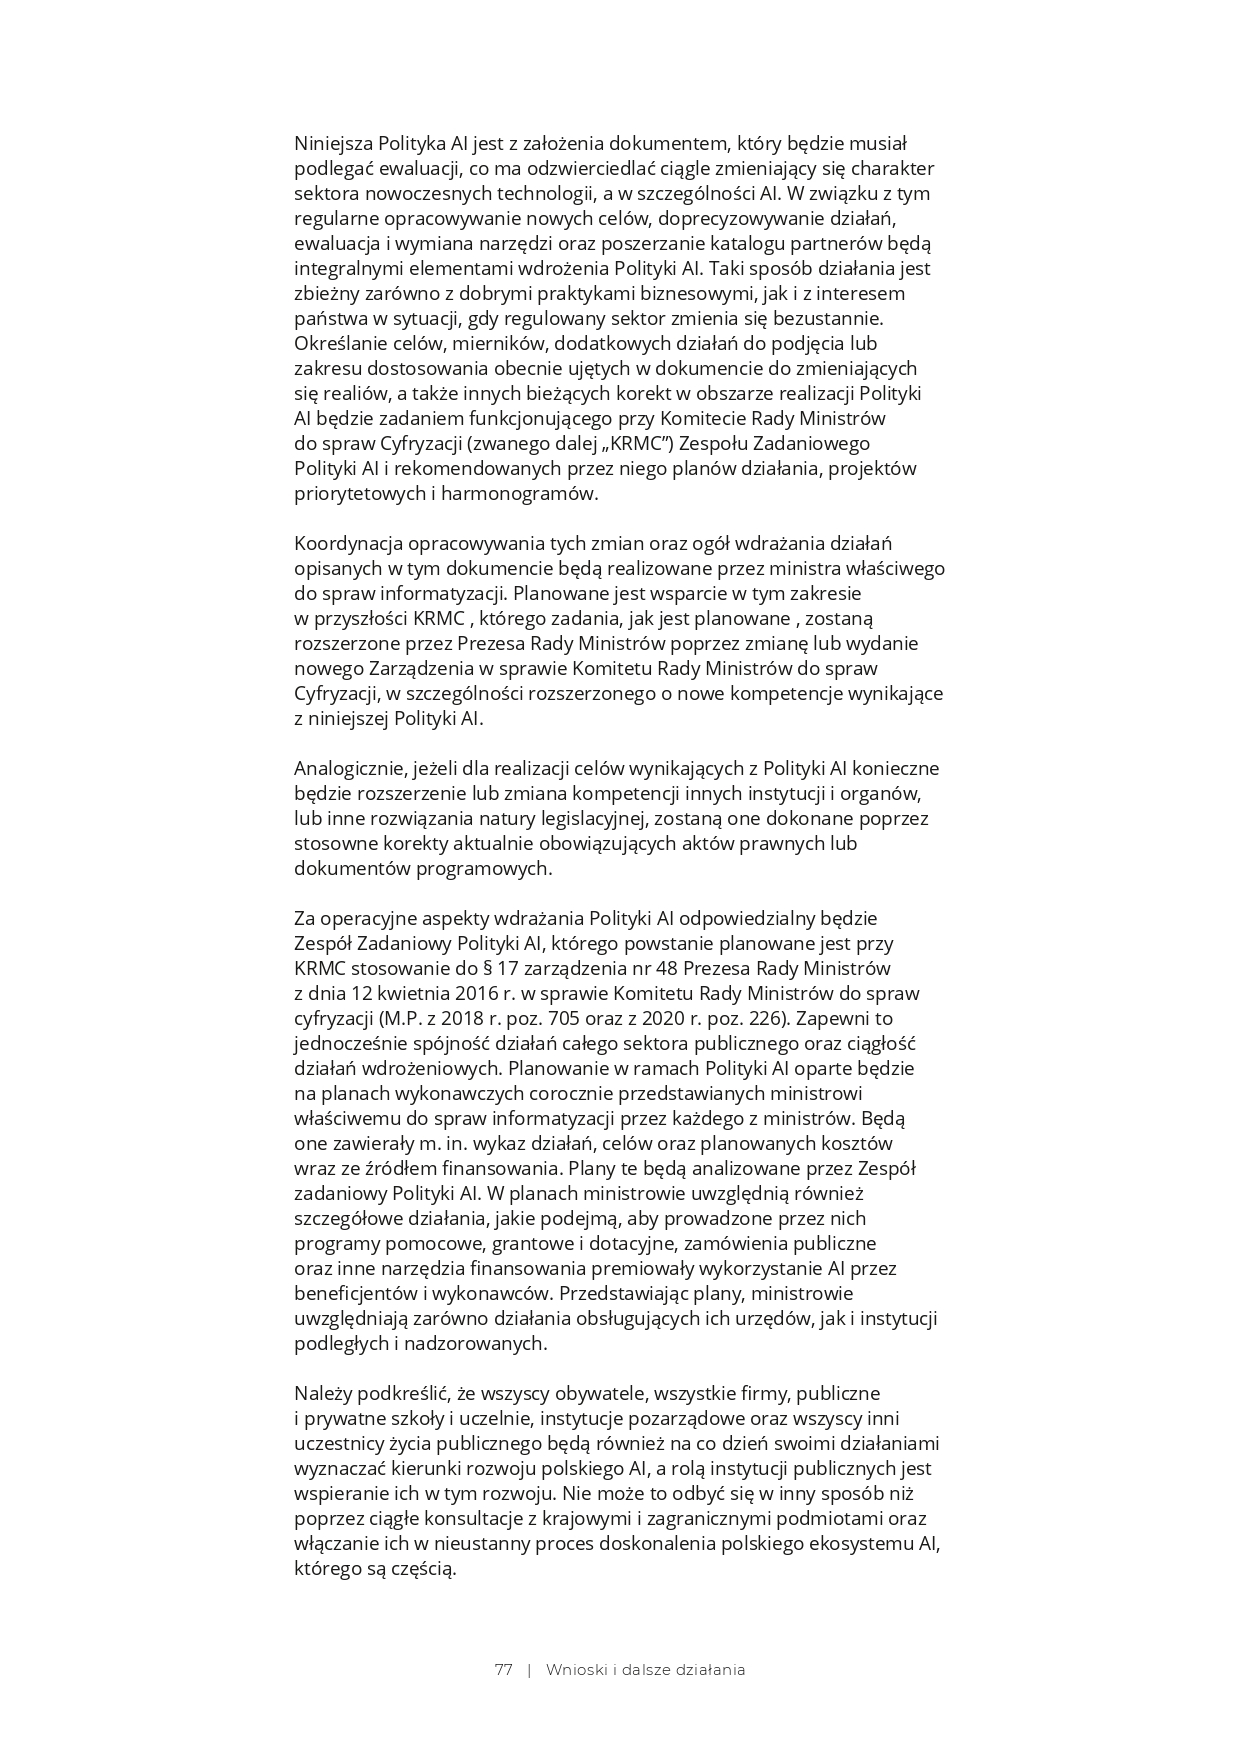 Niniejsza Polityka AI jest z założenia dokumentem, który będzie musiał
podlegać ewaluacji, co ma odzwierciedlać ciągle zmieniający się charakter
sektora nowoczesnych technologii, a w szczególności AI. W związku z tym
regularne opracowywanie nowych celów, doprecyzowywanie działań,
ewaluacja i wymiana narzędzi oraz poszerzanie katalogu partnerów będą
integralnymi elementami wdrożenia Polityki AI. Taki sposób działania jest
zbieżny zarówno z dobrymi praktykami biznesowymi, jak i z interesem
państwa w sytuacji, gdy regulowany sektor zmienia się bezustannie.
Określanie celów, mierników, dodatkowych działań do podjęcia lub
zakresu dostosowania obecnie ujętych w dokumencie do zmieniających
się realiów, a także innych bieżących korekt w obszarze realizacji Polityki
AI będzie zadaniem funkcjonującego przy Komitecie Rady Ministrów
do spraw Cyfryzacji (zwanego dalej „KRMC”) Zespołu Zadaniowego
Polityki AI i rekomendowanych przez niego planów działania, projektów
priorytetowych i harmonogramów.
Koordynacja opracowywania tych zmian oraz ogół wdrażania działań
opisanych w tym dokumencie będą realizowane przez ministra właściwego
do spraw informatyzacji. Planowane jest wsparcie w tym zakresie
w przyszłości KRMC , którego zadania, jak jest planowane , zostaną
rozszerzone przez Prezesa Rady Ministrów poprzez zmianę lub wydanie
nowego Zarządzenia w sprawie Komitetu Rady Ministrów do spraw
Cyfryzacji, w szczególności rozszerzonego o nowe kompetencje wynikające
z niniejszej Polityki AI.
Analogicznie, jeżeli dla realizacji celów wynikających z Polityki AI konieczne
będzie rozszerzenie lub zmiana kompetencji innych instytucji i organów,
lub inne rozwiązania natury legislacyjnej, zostaną one dokonane poprzez
stosowne korekty aktualnie obowiązujących aktów prawnych lub
dokumentów programowych.
Za operacyjne aspekty wdrażania Polityki AI odpowiedzialny będzie
Zespół Zadaniowy Polityki AI, którego powstanie planowane jest przy
KRMC stosowanie do § 17 zarządzenia nr 48 Prezesa Rady Ministrów
z dnia 12 kwietnia 2016 r. w sprawie Komitetu Rady Ministrów do spraw
cyfryzacji (M.P. z 2018 r. poz. 705 oraz z 2020 r. poz. 226). Zapewni to
jednocześnie spójność działań całego sektora publicznego oraz ciągłość
działań wdrożeniowych. Planowanie w ramach Polityki AI oparte będzie
na planach wykonawczych corocznie przedstawianych ministrowi
właściwemu do spraw informatyzacji przez każdego z ministrów. Będą
one zawierały m. in. wykaz działań, celów oraz planowanych kosztów
wraz ze źródłem finansowania. Plany te będą analizowane przez Zespół
zadaniowy Polityki AI. W planach ministrowie uwzględnią również
szczegółowe działania, jakie podejmą, aby prowadzone przez nich
programy pomocowe, grantowe i dotacyjne, zamówienia publiczne
oraz inne narzędzia finansowania premiowały wykorzystanie AI przez
beneficjentów i wykonawców. Przedstawiając plany, ministrowie
uwzględniają zarówno działania obsługujących ich urzędów, jak i instytucji
podległych i nadzorowanych.
Należy podkreślić, że wszyscy obywatele, wszystkie firmy, publiczne
i prywatne szkoły i uczelnie, instytucje pozarządowe oraz wszyscy inni
uczestnicy życia publicznego będą również na co dzień swoimi działaniami
wyznaczać kierunki rozwoju polskiego AI, a rolą instytucji publicznych jest
wspieranie ich w tym rozwoju. Nie może to odbyć się w inny sposób niż
poprzez ciągłe konsultacje z krajowymi i zagranicznymi podmiotami oraz
włączanie ich w nieustanny proces doskonalenia polskiego ekosystemu AI,
którego są częścią.
77 | Wnioski i dalsze działania